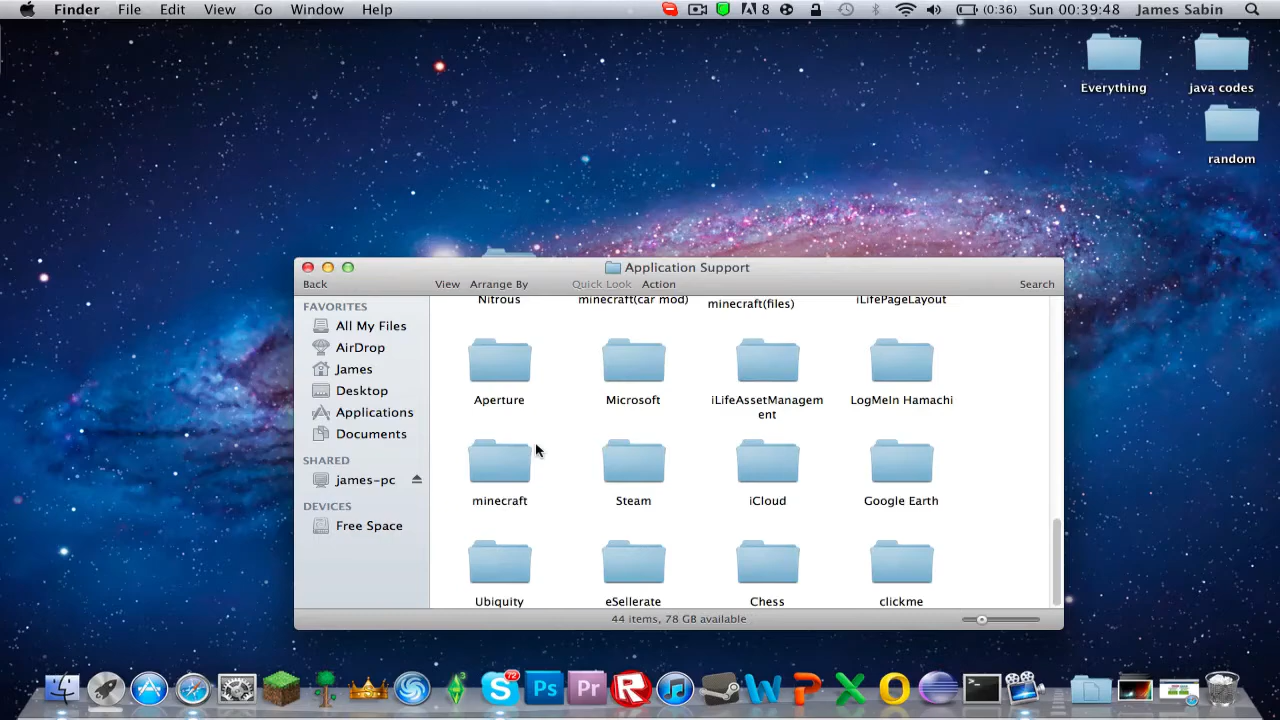 Finder File Edit View Go Window Help 8 (0:36) Sun 00:39:48 James Sabin
Everything java codes
random
Application Support
Back View Arrange By Quick Look Action Search
FAVORITES
All My Files
AirDrop
James
Desktop
Applications
Documents
SHARED
james-pc
DEVICES
Free Space
Nitrous minecraft(car mod) minecraft(files) iLifePageLayout
Aperture Microsoft iLifeAssetManagem LogMeIn Hamachi
ent
minecraft Steam iCloud Google Earth
Ubiquity eSellerate Chess clickme
44 items, 78 GB available
S 72 Ps Pr R W P X O >_